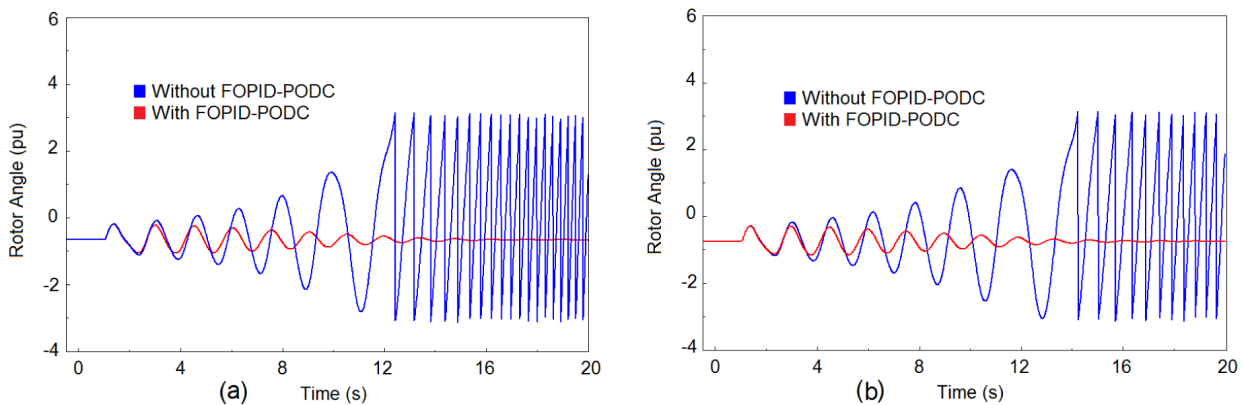 6
4
2
0
-2
-4
Rotor Angle (pu)
Without FOPID-PODC
With FOPID-PODC
0
4
8
12
16
20
(a)
Time (s)
6
4
2
0
-2
-4
Rotor Angle (pu)
Without FOPID-PODC
With FOPID-PODC
0
4
8
12
16
20
(b)
Time (s)